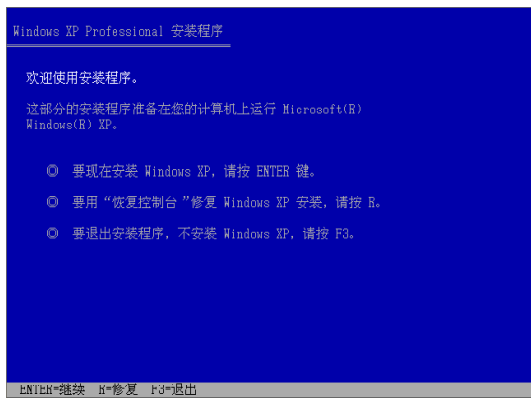 Windows XP Professional 安装程序
欢迎使用安装程序。
这部分的安装程序准备在您的计算机上运行 Microsoft(R)
Windows(R) XP。
◎ 要现在安装 Windows XP，请按 ENTER 键。
◎ 要用“恢复控制台”修复 Windows XP 安装，请按 R。
◎ 要退出安装程序，不安装 Windows XP，请按 F3。
ENTER=继续 R=修复 F3=退出